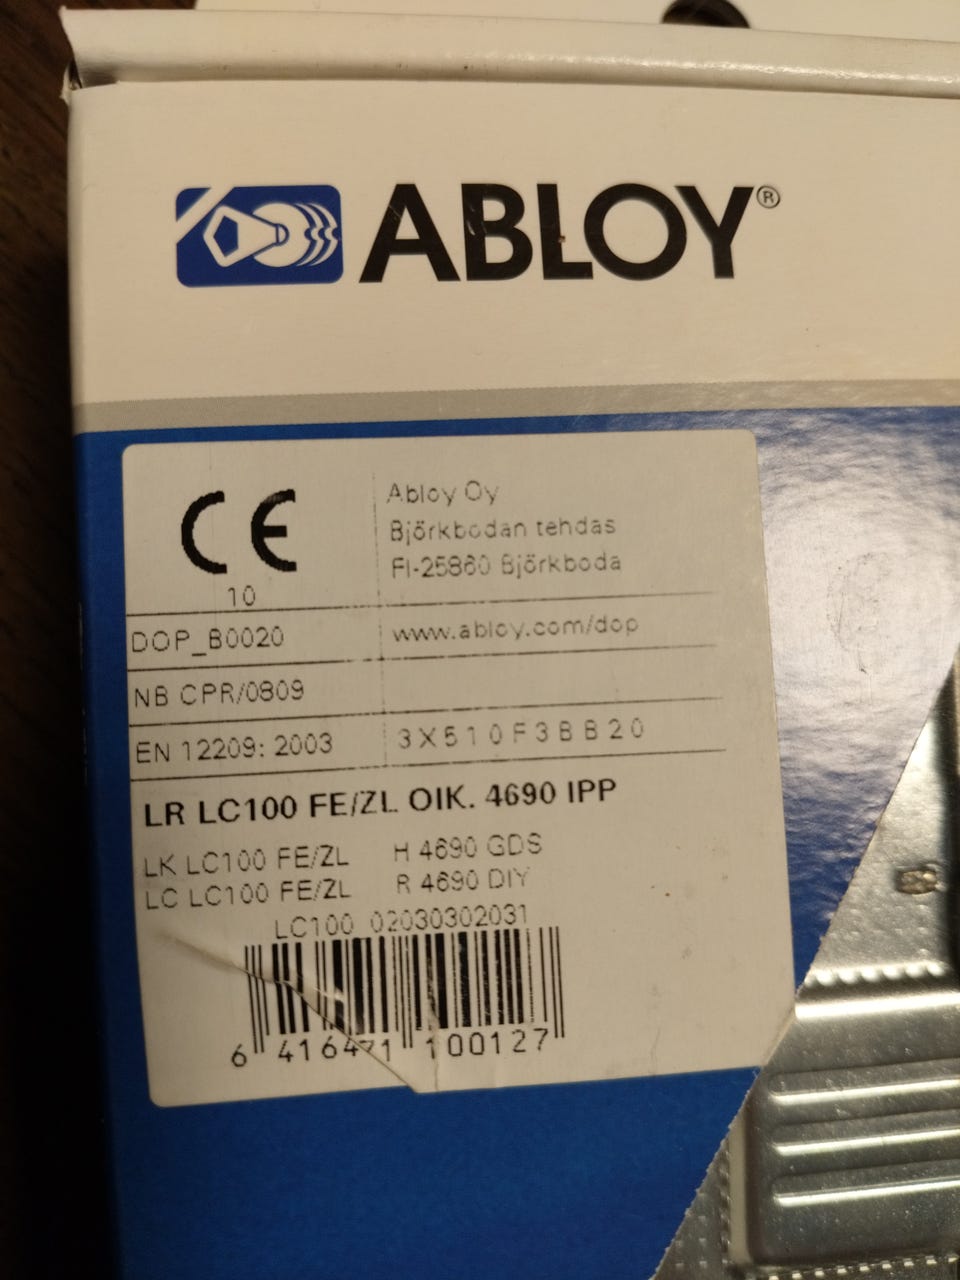 ABLOY®
CE
10
Abloy Oy
Björkbodan tehdas
FI-25860 Björkboda
DOP_B0020
www.abloy.com/dop
NB CPR/0809
EN 12209: 2003
3X510F3BB20
LR LC100 FE/ZL OIK. 4690 IPP
LK LC100 FE/ZL H 4690 GDS
LC LC100 FE/ZL R 4690 DIY
LC100 02030302031
6 416471 100127